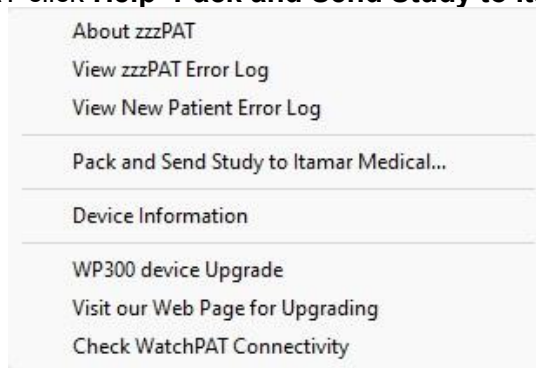 click Help Pack and Send Study to
About zzzPAT
View zzzPAT Error Log
View New Patient Error Log
Pack and Send Study to Itamar Medical...
Device Information
WP300 device Upgrade
Visit our Web Page for Upgrading
Check WatchPAT Connectivity